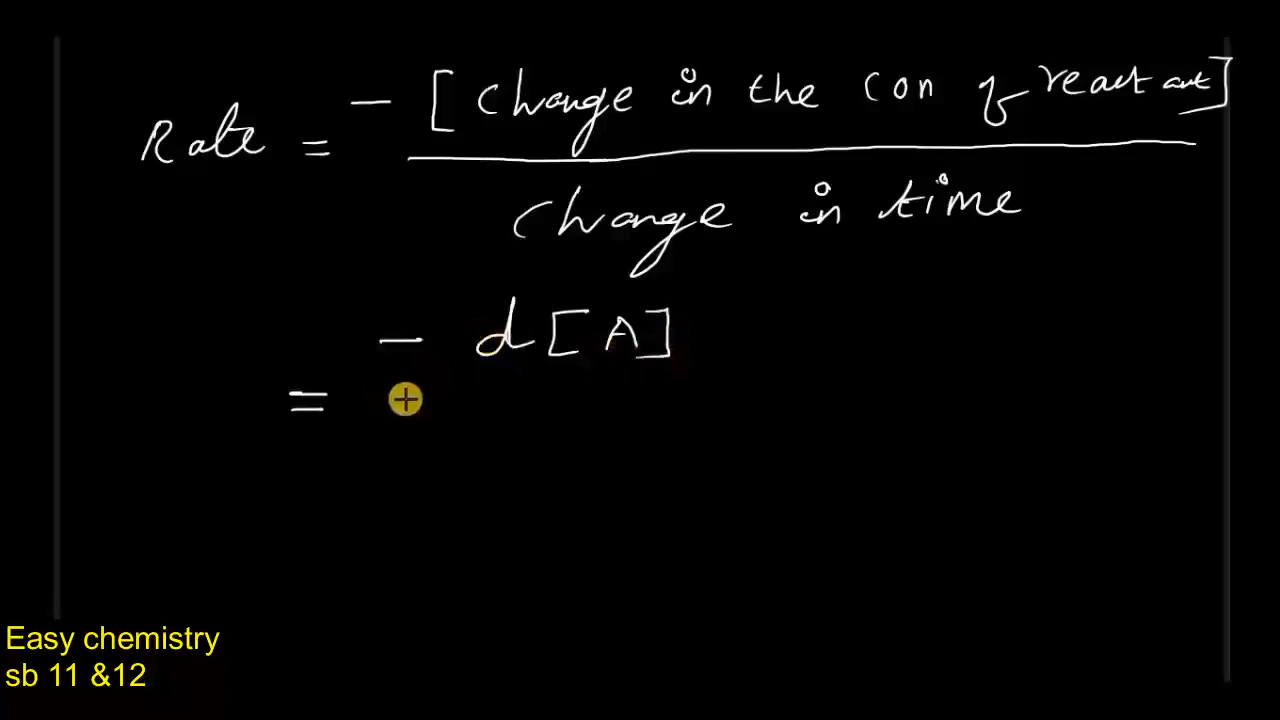 Rate = - [change in the con of reactant]
change in time
= - d[A]
Easy chemistry
sb 11 &12